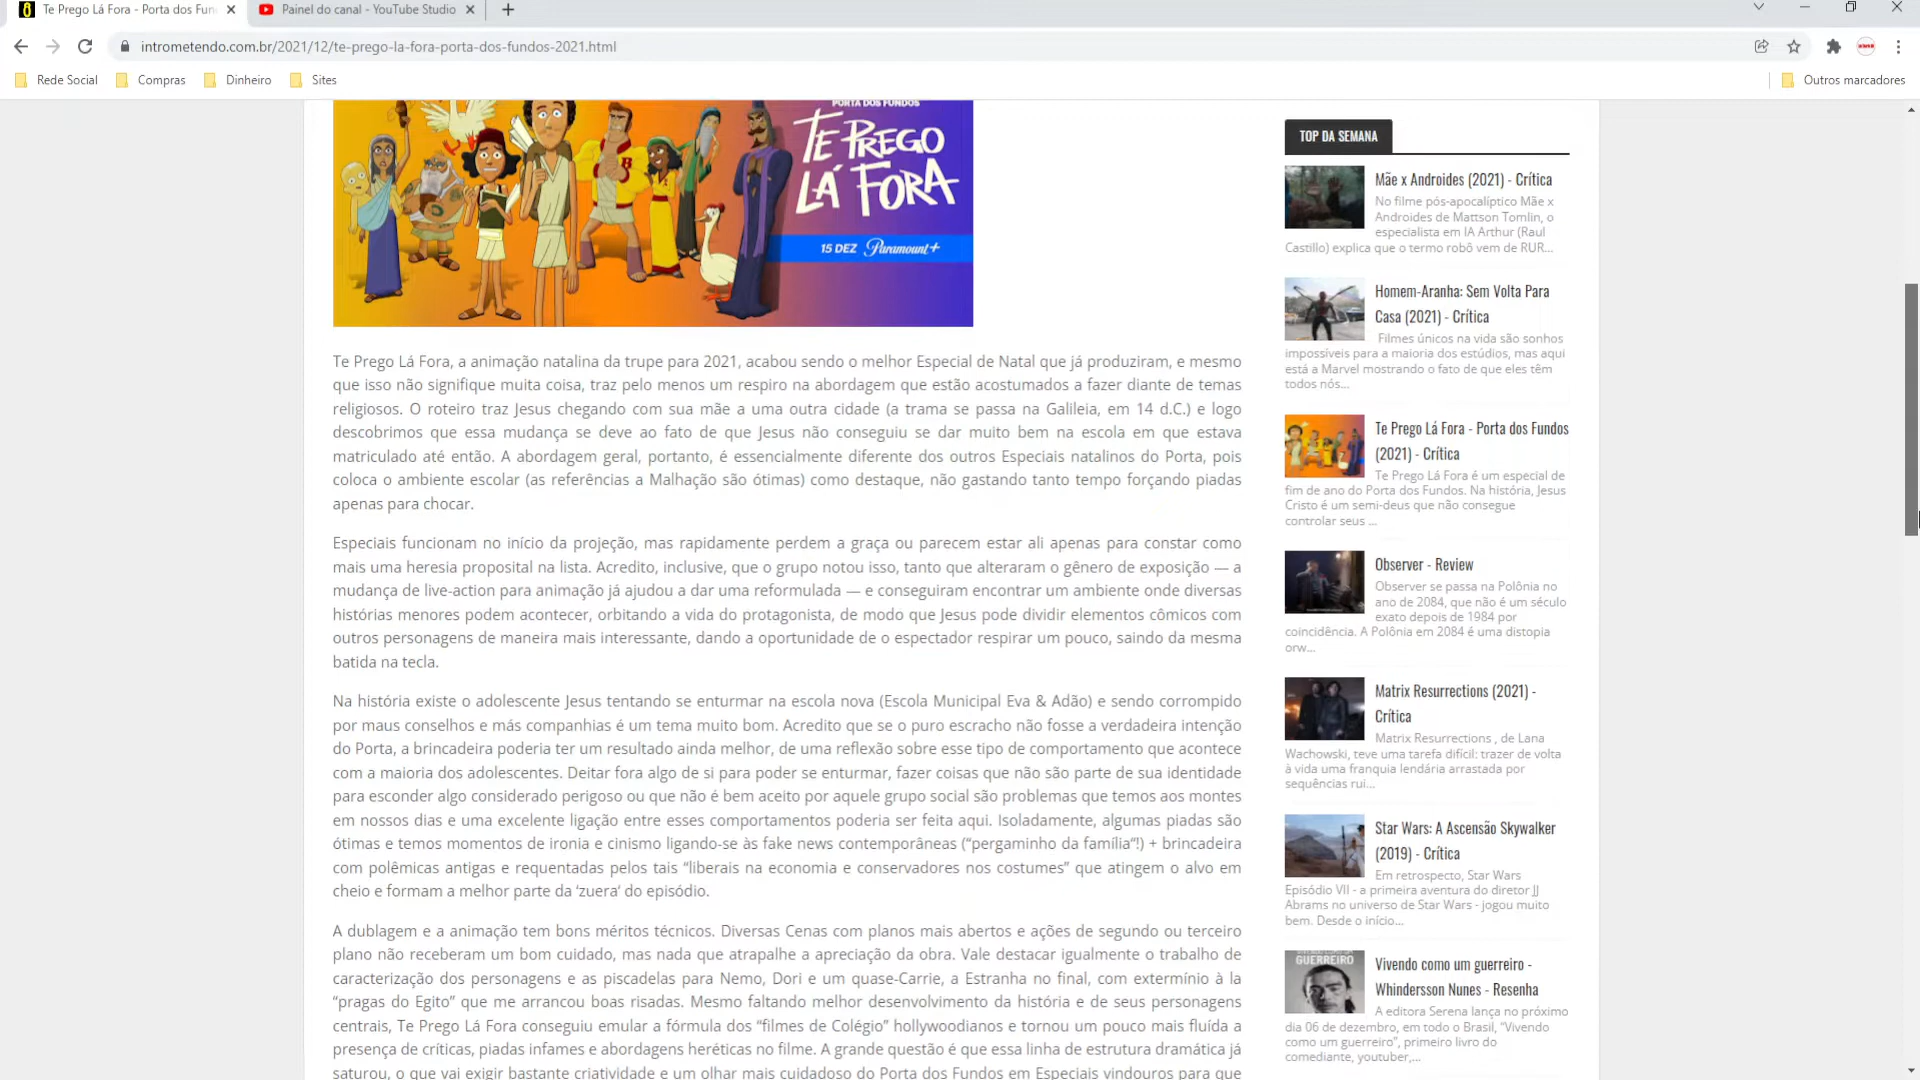 Te Prego Lá Fora - Porta dos Fun
Painel do canal - YouTube Studio
intrometendo.com.br/2021/12/te-prego-la-fora-porta-dos-fundos-2021.html
Rede Social
Compras
Dinheiro
Sites
Outros marcadores
PORTA DOS FUNDOS
TE PREGO
LÁ FORA
15 DEZ Paramount+
Te Prego Lá Fora, a animação natalina da trupe para 2021, acabou sendo o melhor Especial de Natal que já produziram, e mesmo
que isso não signifique muita coisa, traz pelo menos um respiro na abordagem que estão acostumados a fazer diante de temas
religiosos. O roteiro traz Jesus chegando com sua mãe a uma outra cidade (a trama se passa na Galileia, em 14 d.C.) e logo
descobrimos que essa mudança se deve ao fato de que Jesus não conseguiu se dar muito bem na escola em que estava
matriculado até então. A abordagem geral, portanto, é essencialmente diferente dos outros Especiais natalinos do Porta, pois
coloca o ambiente escolar (as referências a Malhação são ótimas) como destaque, não gastando tanto tempo forçando piadas
apenas para chocar.
Especiais funcionam no início da projeção, mas rapidamente perdem a graça ou parecem estar ali apenas para constar como
mais uma heresia proposital na lista. Acredito, inclusive, que o grupo notou isso, tanto que alteraram o gênero de exposição — a
mudança de live-action para animação já ajudou a dar uma reformulada — e conseguiram encontrar um ambiente onde diversas
histórias menores podem acontecer, orbitando a vida do protagonista, de modo que Jesus pode dividir elementos cômicos com
outros personagens de maneira mais interessante, dando a oportunidade de o espectador respirar um pouco, saindo da mesma
batida na tecla.
Na história existe o adolescente Jesus tentando se enturmar na escola nova (Escola Municipal Eva & Adão) e sendo corrompido
por maus conselhos e más companhias é um tema muito bom. Acredito que se o puro escracho não fosse a verdadeira intenção
do Porta, a brincadeira poderia ter um resultado ainda melhor, de uma reflexão sobre esse tipo de comportamento que acontece
com a maioria dos adolescentes. Deitar fora algo de si para poder se enturmar, fazer coisas que não são parte de sua identidade
para esconder algo considerado perigoso ou que não é bem aceito por aquele grupo social são problemas que temos aos montes
em nossos dias e uma excelente ligação entre esses comportamentos poderia ser feita aqui. Isoladamente, algumas piadas são
ótimas e temos momentos de ironia e cinismo ligando-se às fake news contemporâneas (“pergaminho da família”!) + brincadeira
com polêmicas antigas e requentadas pelos tais “liberais na economia e conservadores nos costumes” que atingem o alvo em
cheio e formam a melhor parte da ‘zuera’ do episódio.
A dublagem e a animação tem bons méritos técnicos. Diversas Cenas com planos mais abertos e ações de segundo ou terceiro
plano não receberam um bom cuidado, mas nada que atrapalhe a apreciação da obra. Vale destacar igualmente o trabalho de
caracterização dos personagens e as piscadelas para Nemo, Dori e um quase-Carrie, a Estranha no final, com extermínio à la
“pragas do Egito” que me arrancou boas risadas. Mesmo faltando melhor desenvolvimento da história e de seus personagens
centrais, Te Prego Lá Fora conseguiu emular a fórmula dos “filmes de Colégio” hollywoodianos e tornou um pouco mais fluída a
presença de críticas, piadas infames e abordagens heréticas no filme. A grande questão é que essa linha de estrutura dramática já
saturou, o que vai exigir bastante criatividade e um olhar mais cuidadoso do Porta dos Fundos em Especiais vindouros para que
TOP DA SEMANA
Mãe x Androides (2021) - Crítica
No filme pós-apocalíptico Mãe x
Androides de Mattson Tomlin, o
especialista em IA Arthur (Raul
Castillo) explica que o termo robô vem de RUR...
Homem-Aranha: Sem Volta Para
Casa (2021) - Crítica
Filmes únicos na vida são sonhos
impossíveis para a maioria dos estúdios, mas aqui
está a Marvel mostrando o fato de que eles têm
todos nós...
Te Prego Lá Fora - Porta dos Fundos
(2021) - Crítica
Te Prego Lá Fora é um especial de
fim de ano do Porta dos Fundos. Na história, Jesus
Cristo é um semi-deus que não consegue
controlar seus ...
Observer - Review
Observer se passa na Polônia no
ano de 2084, que não é um século
exato depois de 1984 por
coincidência. A Polônia em 2084 é uma distopia
orw...
Matrix Resurrections (2021) -
Crítica
Matrix Resurrections , de Lana
Wachowski, teve uma tarefa difícil: trazer de volta
à vida uma franquia lendária arrastada por
sequências rui...
Star Wars: A Ascensão Skywalker
(2019) - Crítica
Em retrospecto, Star Wars
Episódio VII - a primeira aventura do diretor JJ
Abrams no universo de Star Wars - jogou muito
bem. Desde o início...
GUERREIRO
Vivendo como um guerreiro -
Whindersson Nunes - Resenha
A editora Serena lança no próximo
dia 06 de dezembro, em todo o Brasil, “Vivendo
como um guerreiro”, primeiro livro do
comediante, youtuber,...